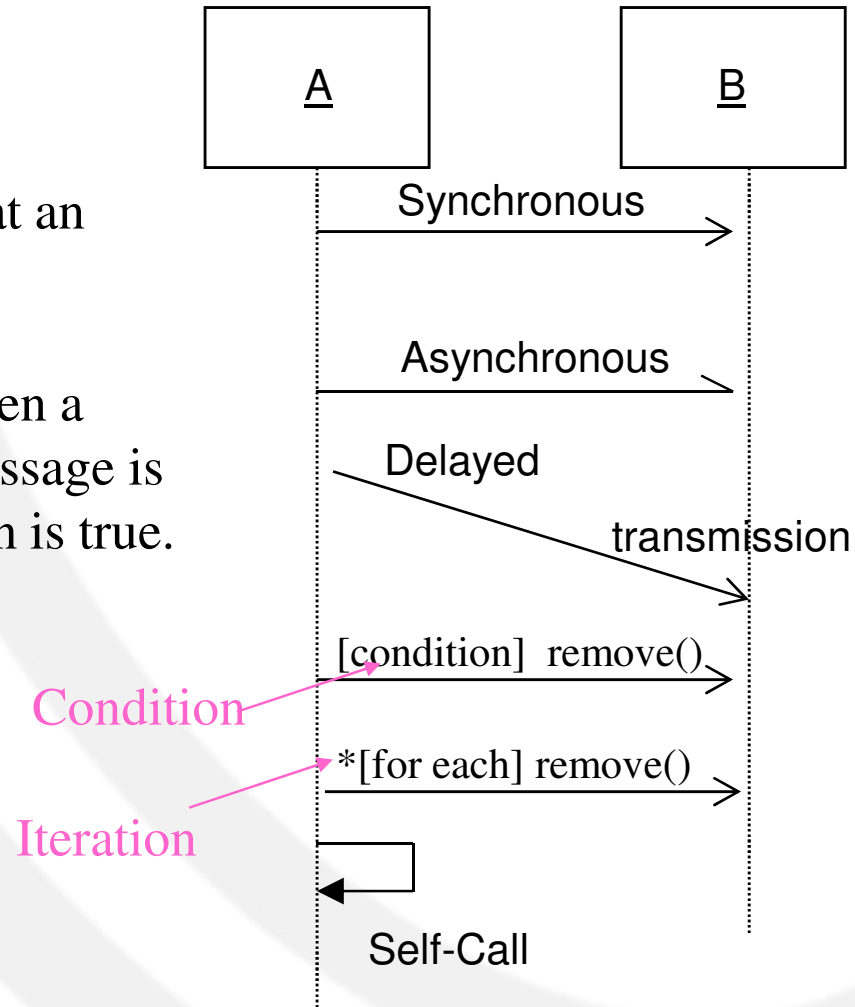 A
B
Synchronous
at an
Asynchronous
en a
Delayed
ssage is
transmission
n is true.
[condition] remove()
Condition
*[for each] remove()
Iteration
Self-Call